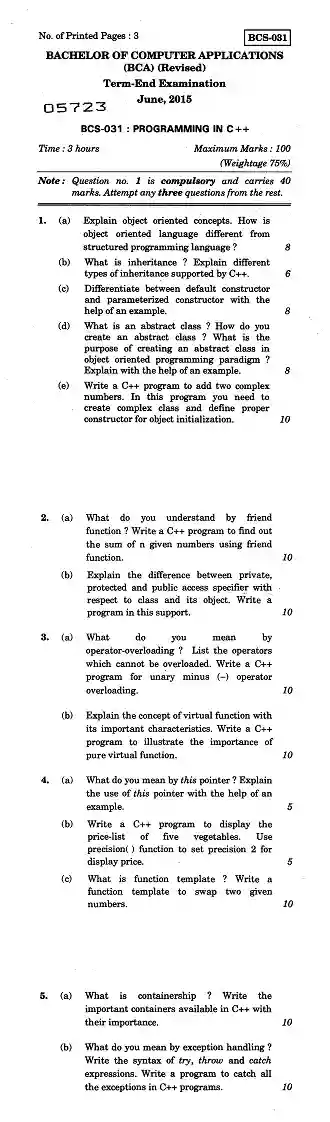 No. of Printed Pages : 3
BCS-031
BACHELOR OF COMPUTER APPLICATIONS
(BCA) (Revised)
Term-End Examination
June, 2015
05723
BCS-031 : PROGRAMMING IN C++
Time : 3 hours Maximum Marks : 100
(Weightage 75%)
Note : Question no. 1 is compulsory and carries 40
marks. Attempt any three questions from the rest.
1. (a) Explain object oriented concepts. How is
object oriented language different from
structured programming language ? 8
(b) What is inheritance ? Explain different
types of inheritance supported by C++. 6
(c) Differentiate between default constructor
and parameterized constructor with the
help of an example. 8
(d) What is an abstract class ? How do you
create an abstract class ? What is the
purpose of creating an abstract class in
object oriented programming paradigm ?
Explain with the help of an example. 8
(e) Write a C++ program to add two complex
numbers. In this program you need to
create complex class and define proper
constructor for object initialization. 10
2. (a) What do you understand by friend
function ? Write a C++ program to find out
the sum of n given numbers using friend
function. 10
(b) Explain the difference between private,
protected and public access specifier with
respect to class and its object. Write a
program in this support. 10
3. (a) What do you mean by
operator-overloading ? List the operators
which cannot be overloaded. Write a C++
program for unary minus (–) operator
overloading. 10
(b) Explain the concept of virtual function with
its important characteristics. Write a C++
program to illustrate the importance of
pure virtual function. 10
4. (a) What do you mean by this pointer ? Explain
the use of this pointer with the help of an
example. 5
(b) Write a C++ program to display the
price-list of five vegetables. Use
precision( ) function to set precision 2 for
display price. 5
(c) What is function template ? Write a
function template to swap two given
numbers. 10
5. (a) What is containership ? Write the
important containers available in C++ with
their importance. 10
(b) What do you mean by exception handling ?
Write the syntax of try, throw and catch
expressions. Write a program to catch all
the exceptions in C++ programs. 10